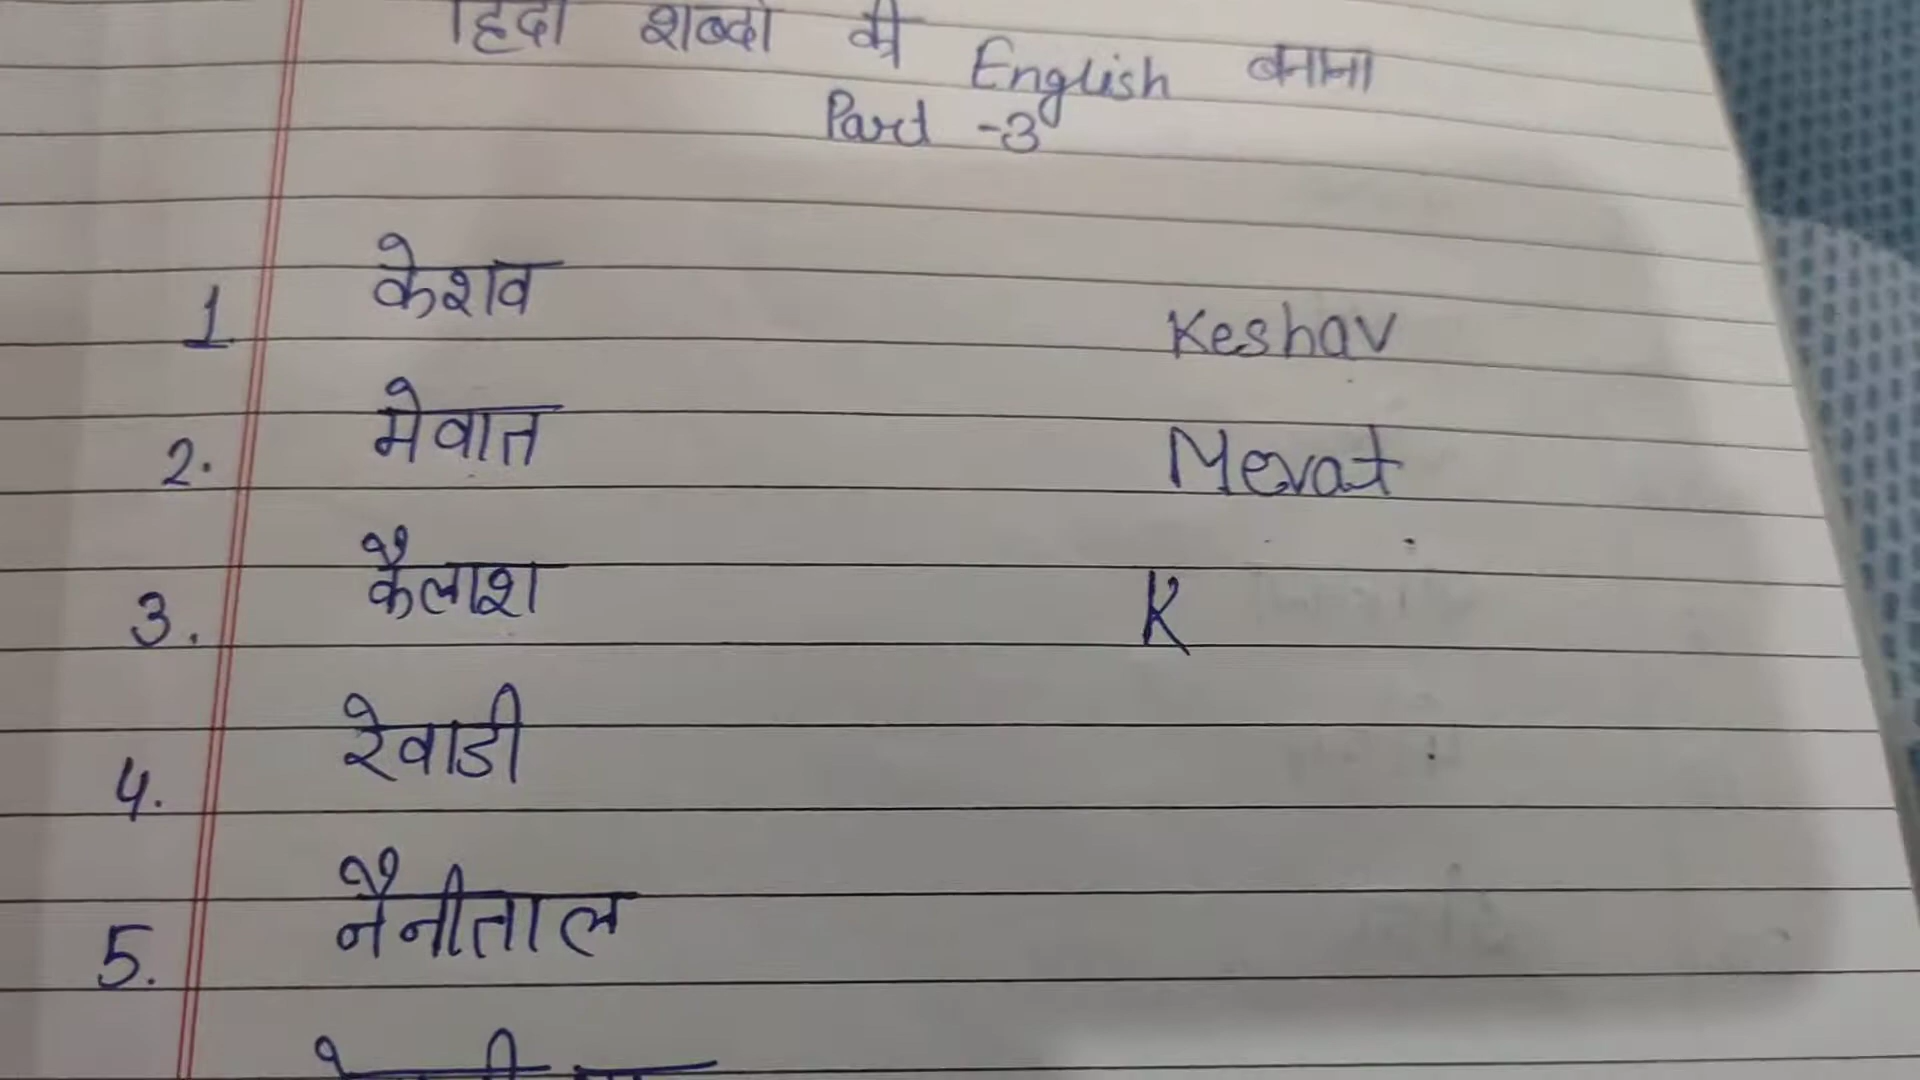 हिंदी शब्दों की English बनाना
Part -3
1 केशव Keshav
2. मेवात Mevat
3. कैलाश K
4. रेवाडी
5. नैनीताल